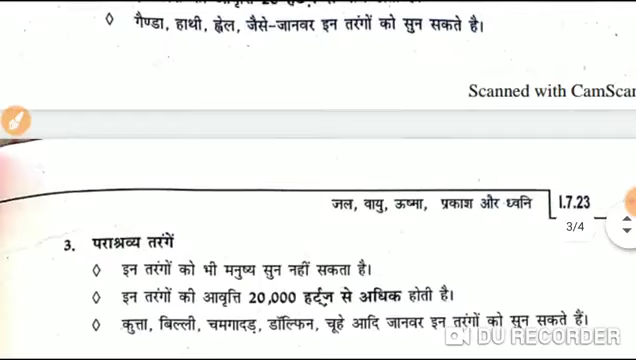 ◊ गैण्डा, हाथी, ह्वेल, जैसे-जानवर इन तरंगों को सुन सकते है।
Scanned with CamScan
जल, वायु, ऊष्मा, प्रकाश और ध्वनि I.7.23
3/4
3. पराश्रव्य तरंगें
◊ इन तरंगों को भी मनुष्य सुन नहीं सकता है।
◊ इन तरंगों की आवृत्ति 20,000 हर्ट्ज़ से अधिक होती है।
◊ कुत्ता, बिल्ली, चमगादड़, डॉल्फिन, चूहे आदि जानवर इन तरंगों को सुन सकते हैं।
DU RECORDER